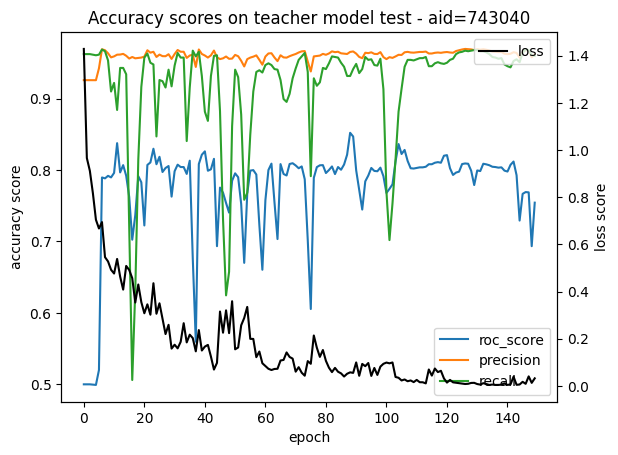 Accuracy scores on teacher model test - aid=743040
loss
1.4
1.2
1.0
0.8
0.6
0.4
0.2
0.0
loss score
0.9
0.8
0.7
0.6
0.5
accuracy score
roc_score
precision
recall
0
20
40
60
80
100
120
140
epoch